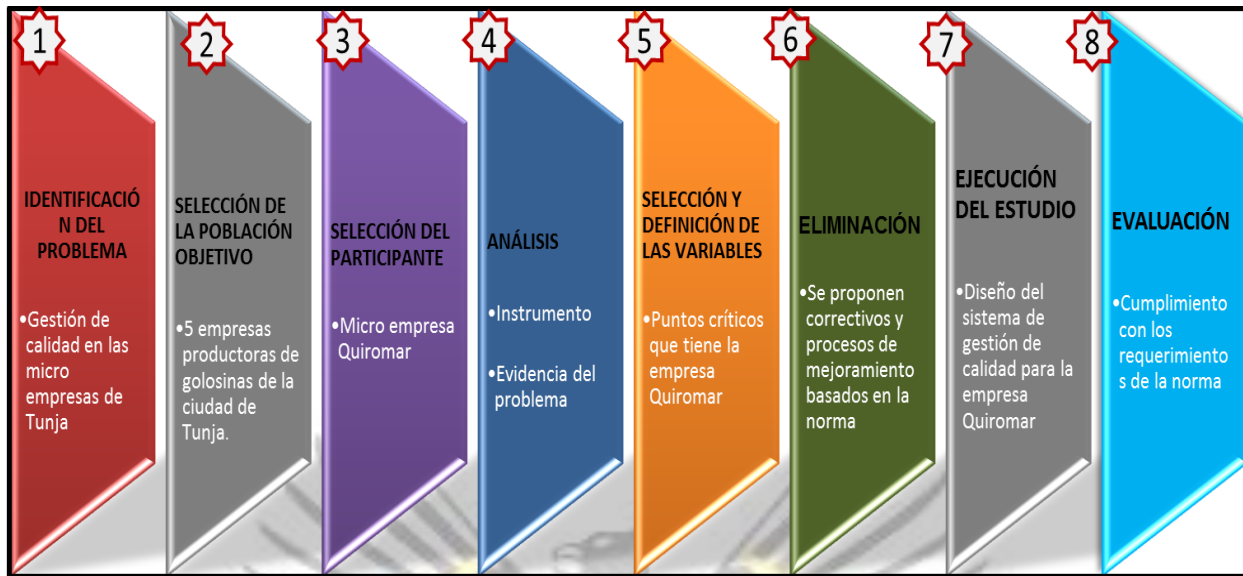 1
IDENTIFICACIÓ
N DEL
PROBLEMA
•Gestión de
calidad en las
micro
empresas de
Tunja
2
SELECCIÓN DE
LA POBLACIÓN
OBJETIVO
•5 empresas
productoras de
golosinas de la
ciudad de
Tunja.
3
SELECCIÓN DEL
PARTICIPANTE
•Micro empresa
Quiromar
4
ANÁLISIS
•Instrumento
•Evidencia del
problema
5
SELECCIÓN Y
DEFINICIÓN DE
LAS VARIABLES
•Puntos críticos
que tiene la
empresa
Quiromar
6
ELIMINACIÓN
•Se proponen
correctivos y
procesos de
mejoramiento
basados en la
norma
7
EJECUCIÓN
DEL ESTUDIO
•Diseño del
sistema de
gestión de
calidad para la
empresa
Quiromar
8
EVALUACIÓN
•Cumplimiento
con los
requerimiento
s de la norma